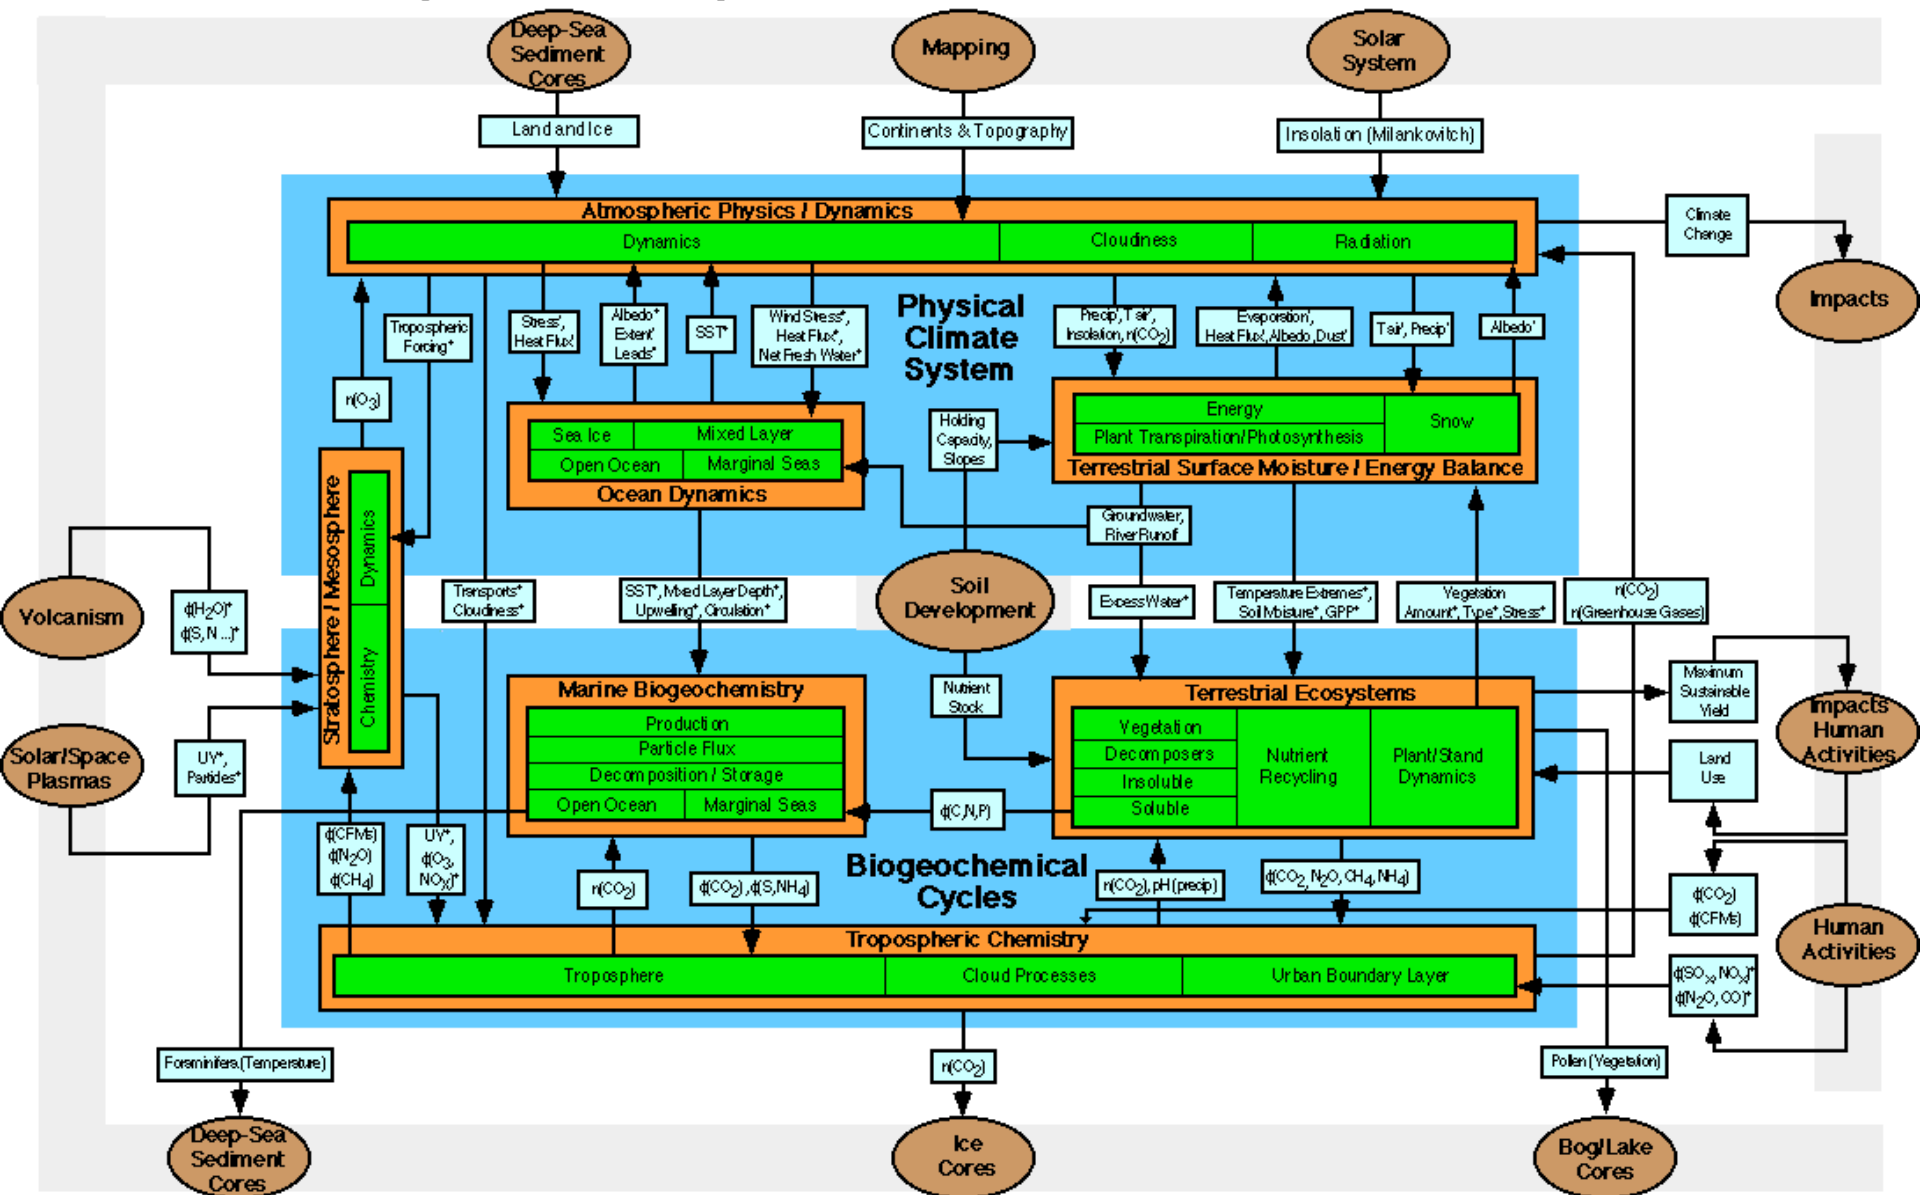 Deep-Sea
Sediment
Cores
Mapping
Solar
System
Land and Ice
Continents & Topography
Insolation (Milankovitch)
Atmospheric Physics / Dynamics
Dynamics
Cloudiness
Radiation
Climate
Change
Impacts
Physical
Climate
System
Tropospheric
Forcing*
Stress*,
Heat Flux*
Albedo*
Extent*
Leads*
SST*
Wind Stress*,
Heat Flux*,
Net Fresh Water*
Precip*, T air*,
Insolation, n(CO2)
Evaporation*,
Heat Flux*, Albedo, Dust*
T air*, Precip*
Albedo*
n(O3)
Sea Ice
Mixed Layer
Open Ocean
Marginal Seas
Ocean Dynamics
Holding
Capacity,
Slopes
Energy
Plant Transpiration/Photosynthesis
Snow
Terrestrial Surface Moisture / Energy Balance
Stratosphere / Mesosphere
Dynamics
Chemistry
Groundwater,
River Runoff
Volcanism
ϕ(H2O)*
ϕ(S, N ...)*
Transports*
Cloudiness*
SST*, Mixed Layer Depth*,
Upwelling*, Circulation*
Soil
Development
Excess Water*
Temperature Extremes*,
Soil Moisture*, GPP*
Vegetation
Amount*, Type*, Stress*
n(CO2)
n(Greenhouse Gases)
Solar/Space
Plasmas
UV*,
Particles*
Marine Biogeochemistry
Production
Particle Flux
Decomposition / Storage
Open Ocean
Marginal Seas
Nutrient
Stock
Terrestrial Ecosystems
Vegetation
Decomposers
Insoluble
Soluble
Nutrient
Recycling
Plant/Stand
Dynamics
Maximum
Sustainable
Yield
Impacts
Human
Activities
Land
Use
ϕ(C,N,P)
ϕ(CFMs)
ϕ(N2O)
ϕ(CH4)
UV*,
ϕ(O3,
NOx)*
Biogeochemical
Cycles
n(CO2)
ϕ(CO2), ϕ(S,NH4)
n(CO2), pH (precip)
ϕ(CO2, N2O, CH4, NH4)
ϕ(CO2)
ϕ(CFMs)
Human
Activities
ϕ(SOx, NOx)*
ϕ(N2O, CO)*
Tropospheric Chemistry
Troposphere
Cloud Processes
Urban Boundary Layer
Foraminifera (Temperature)
n(CO2)
Pollen (Vegetation)
Deep-Sea
Sediment
Cores
Ice
Cores
Bog/Lake
Cores